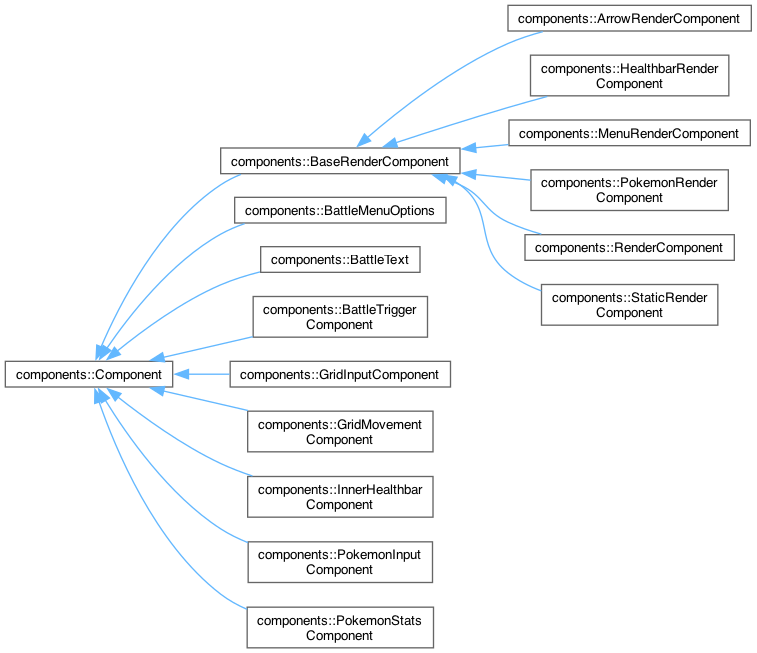 components::ArrowRenderComponent
components::HealthbarRender
Component
components::MenuRenderComponent
components::BaseRenderComponent
components::PokemonRender
Component
components::BattleMenuOptions
components::RenderComponent
components::BattleText
components::StaticRender
Component
components::BattleTrigger
Component
components::Component
components::GridInputComponent
components::GridMovement
Component
components::InnerHealthbar
Component
components::PokemonInput
Component
components::PokemonStats
Component